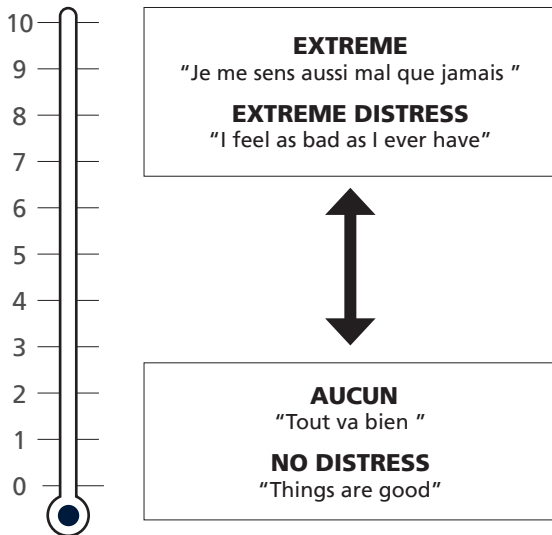 10
9
8
7
6
5
4
3
2
1
0
EXTREME
“Je me sens aussi mal que jamais ”
EXTREME DISTRESS
“I feel as bad as I ever have”
AUCUN
“Tout va bien ”
NO DISTRESS
“Things are good”